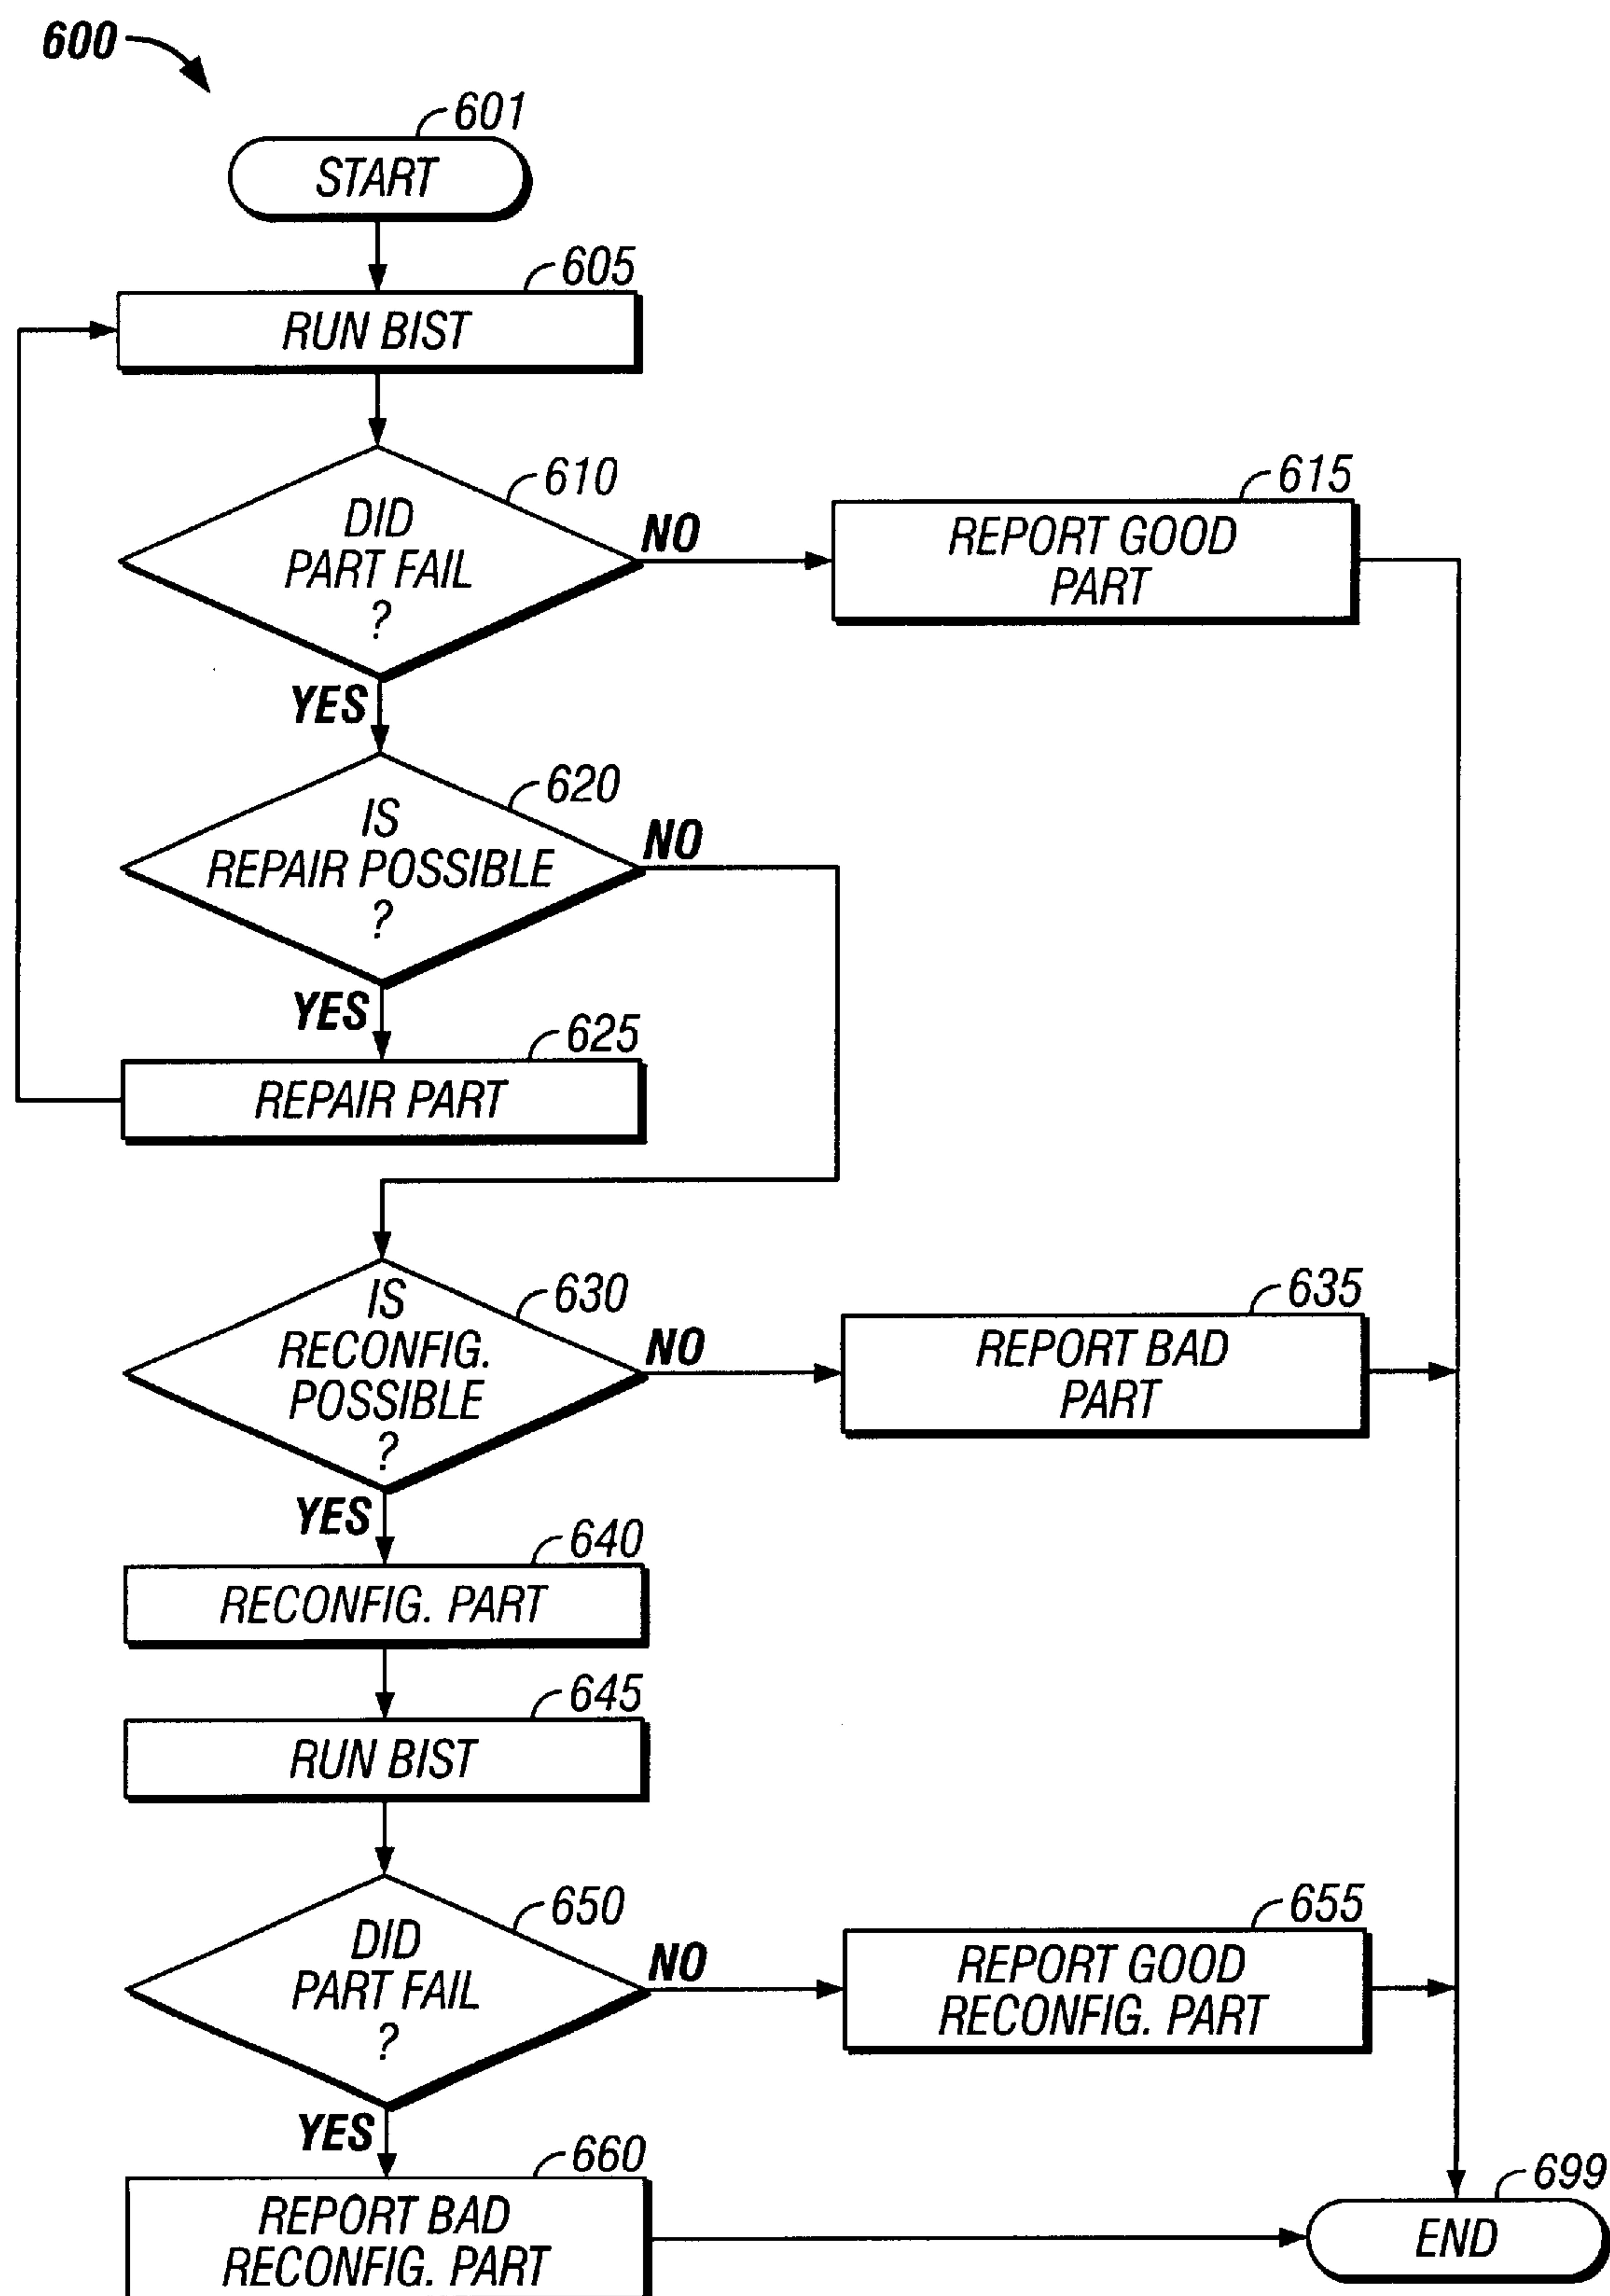 600
601
START
605
RUN BIST
610
DID
PART FAIL
?
NO
615
REPORT GOOD
PART
YES
620
IS
REPAIR POSSIBLE
?
NO
YES
625
REPAIR PART
630
IS
RECONFIG.
POSSIBLE
?
NO
635
REPORT BAD
PART
YES
640
RECONFIG. PART
645
RUN BIST
650
DID
PART FAIL
?
NO
655
REPORT GOOD
RECONFIG. PART
YES
660
REPORT BAD
RECONFIG. PART
699
END